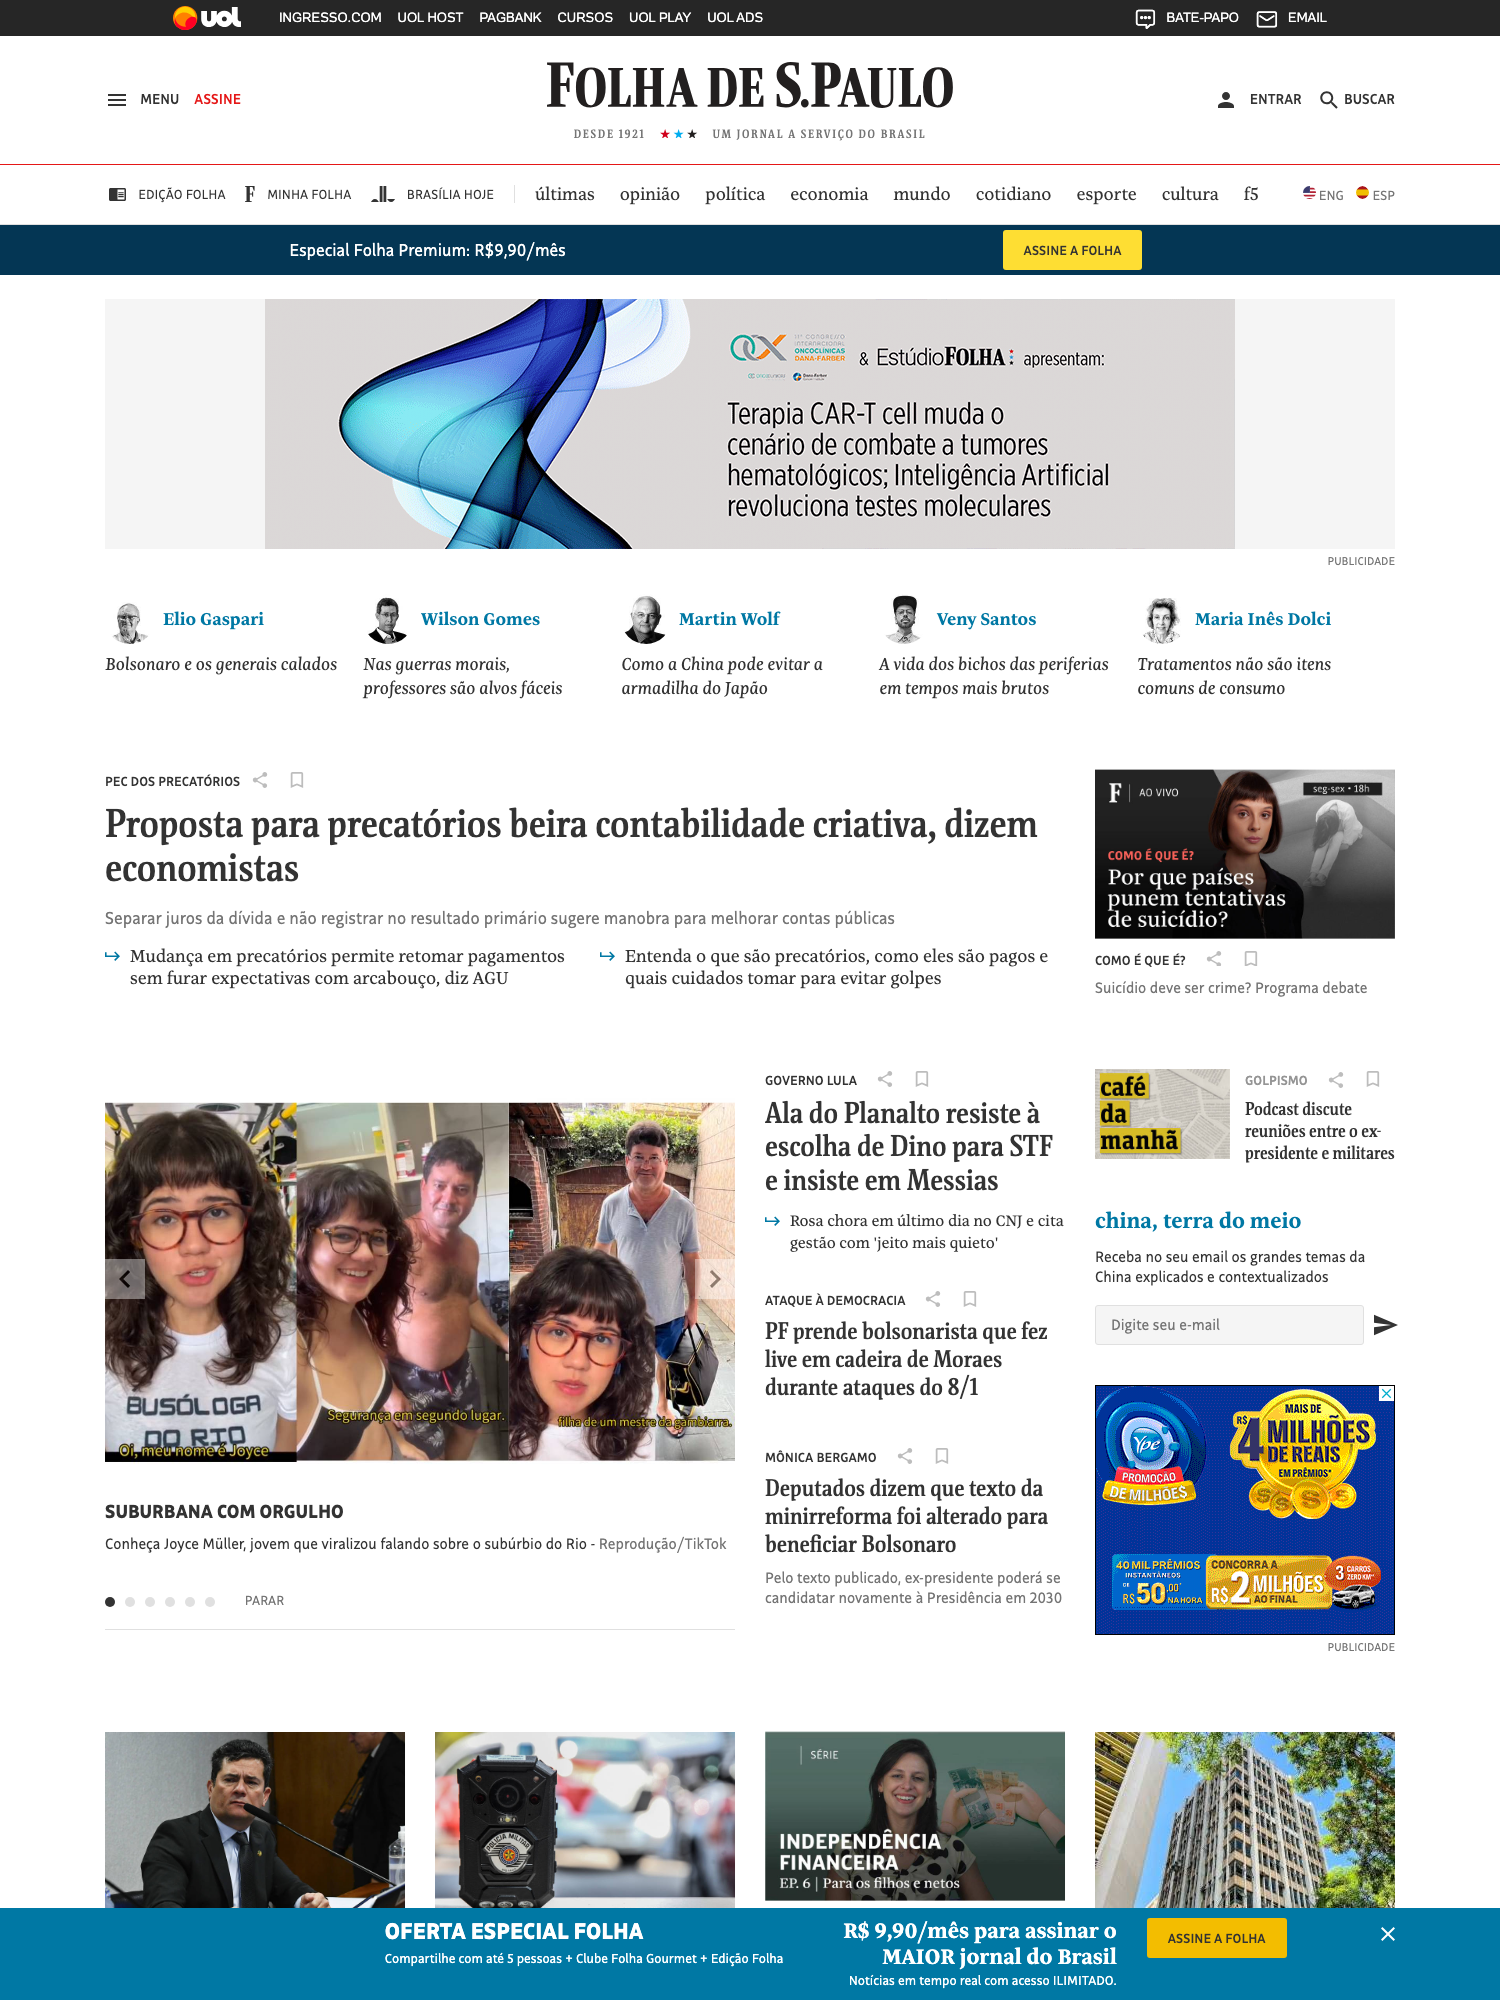 uol
INGRESSO.COM UOL HOST PAGBANK CURSOS UOL PLAY UOL ADS
BATE-PAPO EMAIL
MENU ASSINE
FOLHA DE S.PAULO
ENTRAR BUSCAR
DESDE 1921 ★★★ UM JORNAL A SERVIÇO DO BRASIL
EDIÇÃO FOLHA F MINHA FOLHA BRASÍLIA HOJE
últimas opinião política economia mundo cotidiano esporte cultura f5
ENG ESP
Especial Folha Premium: R$9,90/mês
ASSINE A FOLHA
11º CONGRESSO
INTERNACIONAL
ONCOCLÍNICAS
DANA-FARBER
& EstúdioFOLHA apresentam:
Terapia CAR-T cell muda o
cenário de combate a tumores
hematológicos; Inteligência Artificial
revoluciona testes moleculares
PUBLICIDADE
Elio Gaspari
Bolsonaro e os generais calados
Wilson Gomes
Nas guerras morais,
professores são alvos fáceis
Martin Wolf
Como a China pode evitar a
armadilha do Japão
Veny Santos
A vida dos bichos das periferias
em tempos mais brutos
Maria Inês Dolci
Tratamentos não são itens
comuns de consumo
PEC DOS PRECATÓRIOS
Proposta para precatórios beira contabilidade criativa, dizem
economistas
Separar juros da dívida e não registrar no resultado primário sugere manobra para melhorar contas públicas
Mudança em precatórios permite retomar pagamentos
sem furar expectativas com arcabouço, diz AGU
Entenda o que são precatórios, como eles são pagos e
quais cuidados tomar para evitar golpes
F AO VIVO
seg-sex • 18h
COMO É QUE É?
Por que países
punem tentativas
de suicídio?
COMO É QUE É?
Suicídio deve ser crime? Programa debate
BUSÓLOGA
DO RIO
Oi, meu nome é Joyce
Segurança em segundo lugar.
filha de um mestre da gambiarra.
SUBURBANA COM ORGULHO
Conheça Joyce Müller, jovem que viralizou falando sobre o subúrbio do Rio - Reprodução/TikTok
PARAR
GOVERNO LULA
Ala do Planalto resiste à
escolha de Dino para STF
e insiste em Messias
Rosa chora em último dia no CNJ e cita
gestão com 'jeito mais quieto'
ATAQUE À DEMOCRACIA
PF prende bolsonarista que fez
live em cadeira de Moraes
durante ataques do 8/1
MÔNICA BERGAMO
Deputados dizem que texto da
minirreforma foi alterado para
beneficiar Bolsonaro
Pelo texto publicado, ex-presidente poderá se
candidatar novamente à Presidência em 2030
café
da
manhã
GOLPISMO
Podcast discute
reuniões entre o ex-
presidente e militares
china, terra do meio
Receba no seu email os grandes temas da
China explicados e contextualizados
Digite seu e-mail
Ypê
PROMOÇÃO
DE MILHÕES
MAIS DE
R$ 4 MILHÕES
DE REAIS
EM PRÊMIOS*
40 MIL PRÊMIOS
INSTANTÂNEOS
DE
R$ 50,00 NA HORA
CONCORRA A
R$ 2 MILHÕES
AO FINAL
3 CARROS
ZERO KM
PUBLICIDADE
POLÍCIA MILITAR
SÉRIE
INDEPENDÊNCIA
FINANCEIRA
EP. 6 | Para os filhos e netos
OFERTA ESPECIAL FOLHA
Compartilhe com até 5 pessoas + Clube Folha Gourmet + Edição Folha
R$ 9,90/mês para assinar o
MAIOR jornal do Brasil
Notícias em tempo real com acesso ILIMITADO.
ASSINE A FOLHA